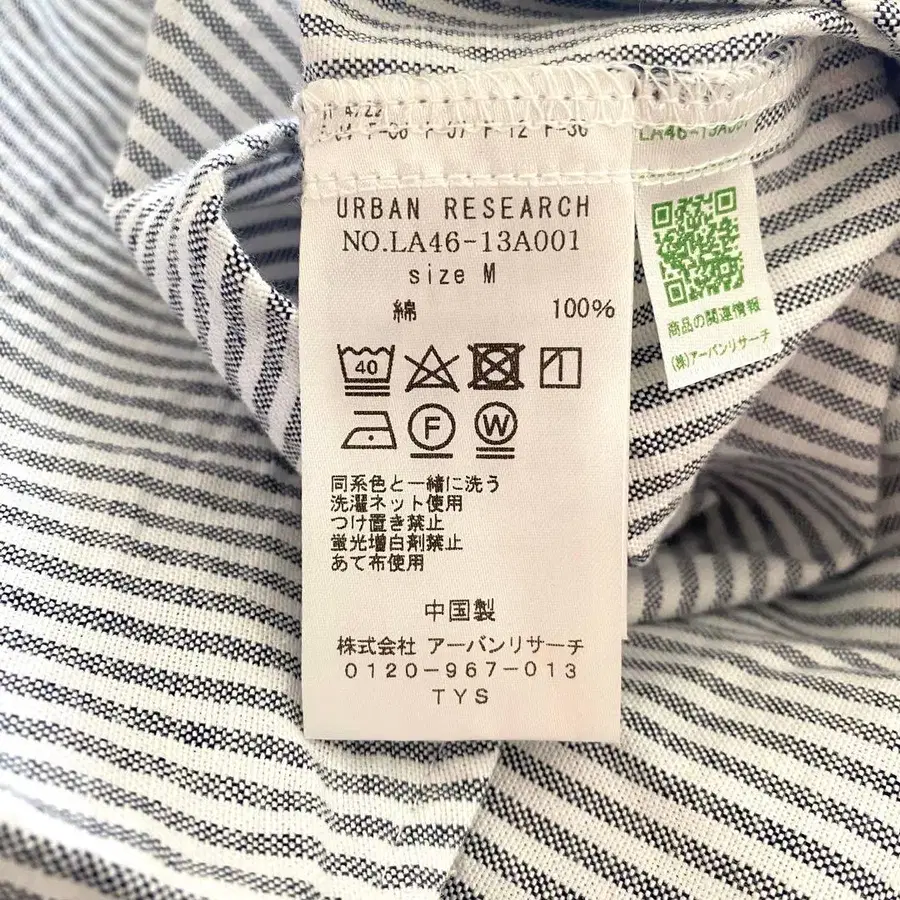 URBAN RESEARCH
NO.LA46-13A001
size M
綿 100%
40
F
W
同系色と一緒に洗う
洗濯ネット使用
つけ置き禁止
蛍光増白剤禁止
あて布使用
中国製
株式会社 アーバンリサーチ
0120-967-013
TYS
商品の関連情報
(株)アーバンリサーチ